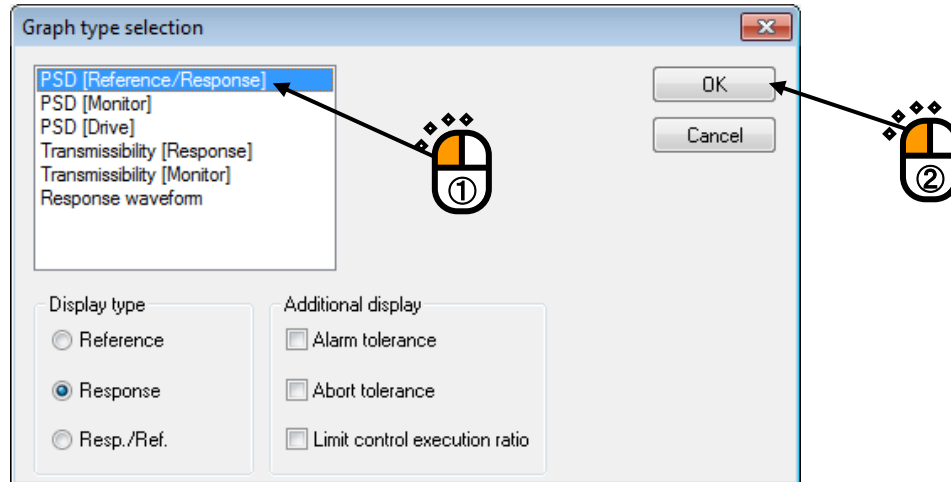 Graph type selection
PSD [Reference/Response]
PSD [Monitor]
PSD [Drive]
Transmissibility [Response]
Transmissibility [Monitor]
Response waveform
OK
Cancel
①
②
Display type
Reference
Response
Resp./Ref.
Additional display
Alarm tolerance
Abort tolerance
Limit control execution ratio